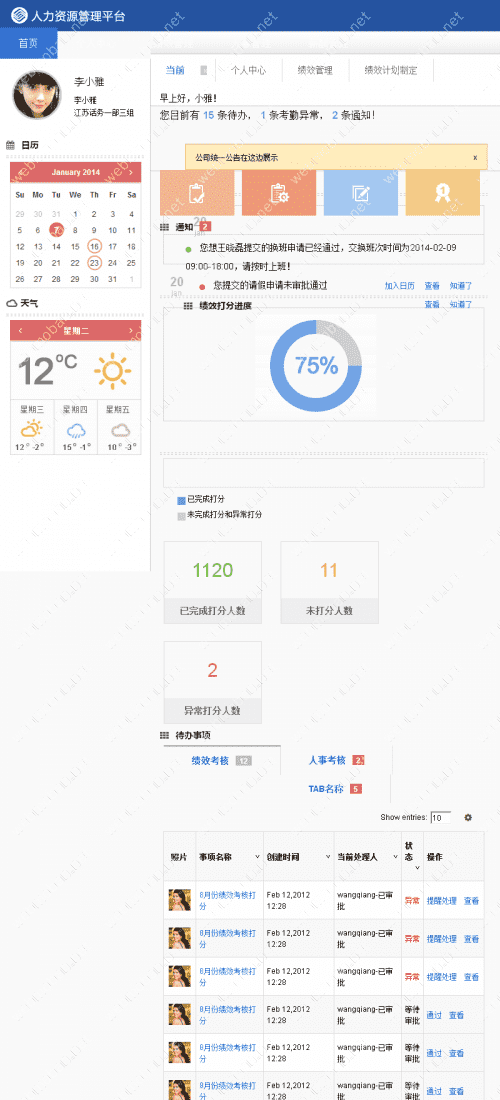 人力资源管理平台
首页
李小雅
李小雅
江苏话务一部三组
日历
January 2014
Su Mo Tu We Th Fr Sa
29 30 31 1 2 3 4
5 6 7 8 9 10 11
12 13 14 15 16 17 18
19 20 21 22 23 24 25
26 27 28 29 30 31 1
天气
星期二
12°C
星期三 星期四 星期五
12° -2° 15° -1° 10° -3°
当前 个人中心 绩效管理 绩效计划制定
早上好，小雅！
您目前有 15 条待办， 1 条考勤异常， 2 条通知！
公司统一公告在这边展示 x
通知 2
20
您想王晓磊提交的换班申请已经通过，交换班次时间为2014-02-09
09:00-18:00，请按时上班！
20
Jan
您提交的请假申请未审批通过 加入日历 查看 知道了
绩效打分进度 查看 知道了
75%
已完成打分
未完成打分和异常打分
1120
已完成打分人数
11
未打分人数
2
异常打分人数
待办事项
绩效考核 12 人事考核 2
TAB名称 5
Show entries: 10
照片 事项名称 创建时间 当前处理人 状态 操作
8月份绩效考核打分 Feb 12,2012 12:28 wangqiang-已审批 异常 提醒处理 查看
8月份绩效考核打分 Feb 12,2012 12:28 wangqiang-已审批 异常 提醒处理 查看
8月份绩效考核打分 Feb 12,2012 12:28 wangqiang-已审批 异常 提醒处理 查看
8月份绩效考核打分 Feb 12,2012 12:28 wangqiang-已审批 等待审批 通过 查看
8月份绩效考核打分 Feb 12,2012 12:28 wangqiang-已审批 等待审批 通过 查看
8月份绩效考核打分 Feb 12,2012 12:28 wangqiang-已审批 等待审批 通过 查看